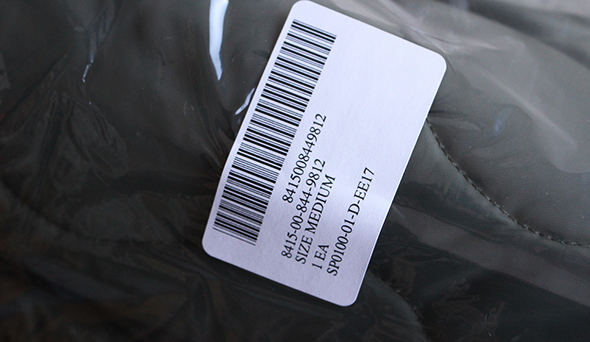 8415008449812
8415-00-844-9812
SIZE MEDIUM
1 EA
SP0100-01-D-EE17